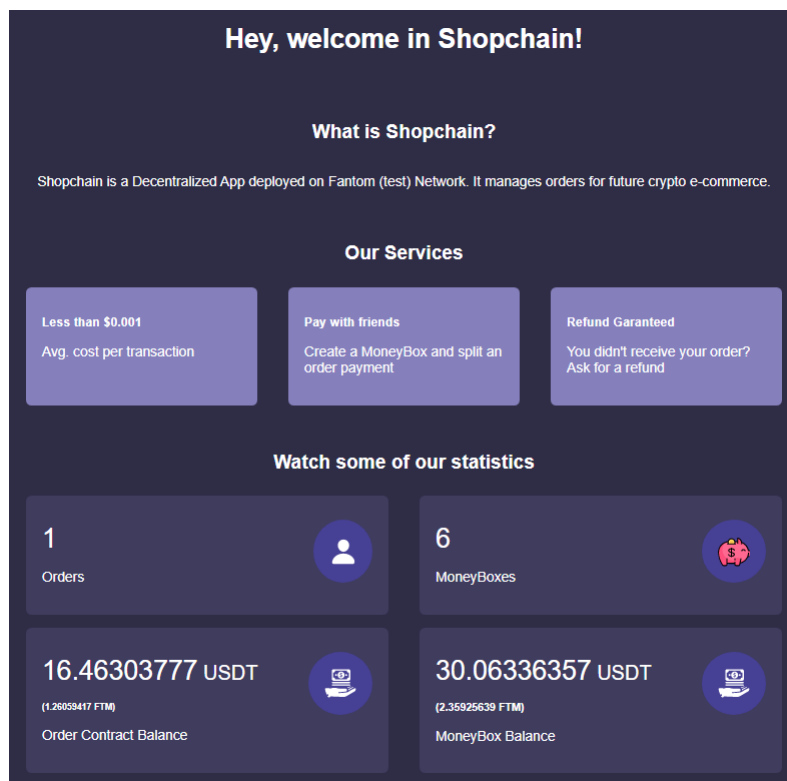 Hey, welcome in Shopchain!
What is Shopchain?
Shopchain is a Decentralized App deployed on Fantom (test) Network. It manages orders for future crypto e-commerce.
Our Services
Less than $0.001
Avg. cost per transaction
Pay with friends
Create a MoneyBox and split an
order payment
Refund Garanteed
You didn't receive your order?
Ask for a refund
Watch some of our statistics
1
Orders
6
MoneyBoxes
$
16.46303777 USDT
(1.26059417 FTM)
Order Contract Balance
30.06336357 USDT
(2.35925639 FTM)
MoneyBox Balance